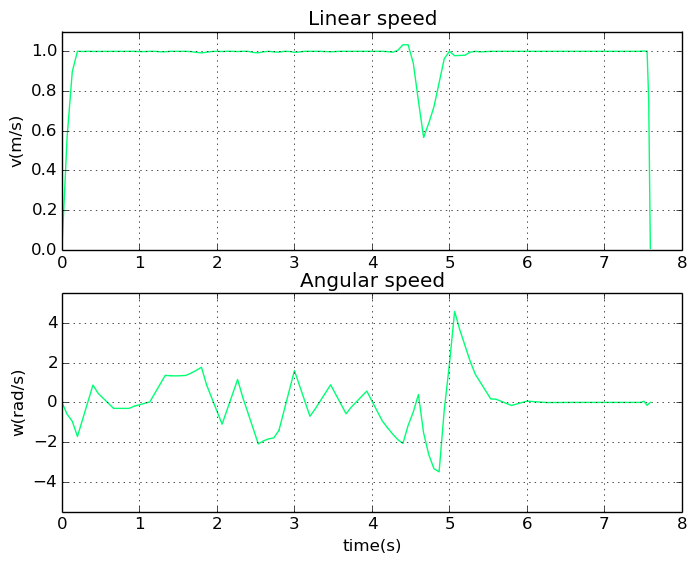 Linear speed
1.0
0.8
0.6
0.4
0.2
0.0
v(m/s)
0 1 2 3 4 5 6 7 8
Angular speed
4
2
0
−2
−4
w(rad/s)
0 1 2 3 4 5 6 7 8
time(s)